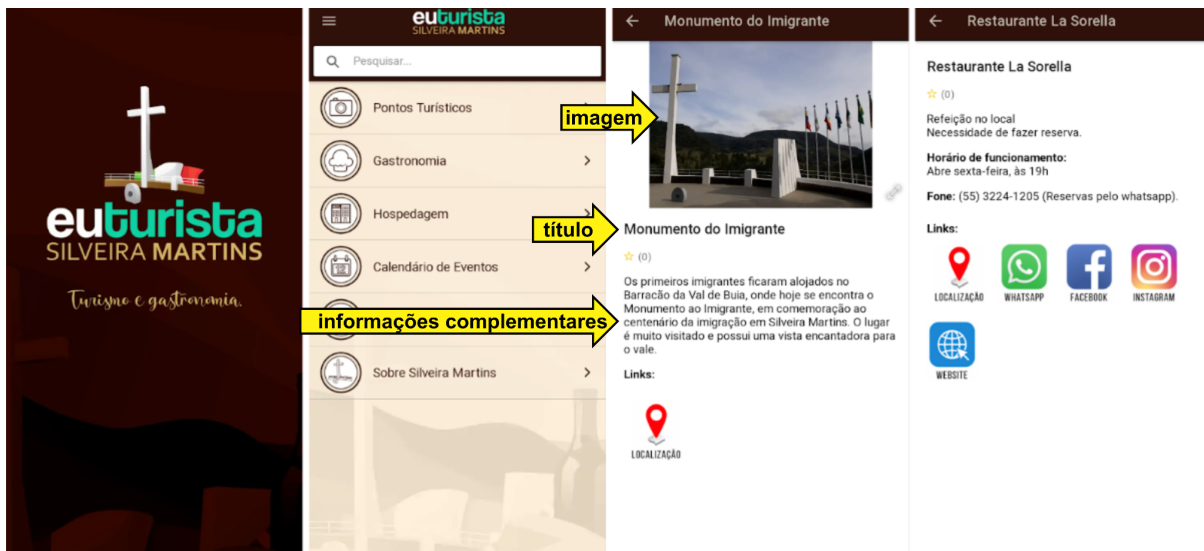 euturista
SILVEIRA MARTINS
Turismo e gastronomia.
euturista
SILVEIRA MARTINS
Pesquisar...
Pontos Turísticos
Gastronomia
Hospedagem
12
Calendário de Eventos
Sobre Silveira Martins
imagem
título
informações complementares
Monumento do Imigrante
Monumento do Imigrante
(0)
Os primeiros imigrantes ficaram alojados no
Barracão da Val de Buia, onde hoje se encontra o
Monumento ao Imigrante, em comemoração ao
centenário da imigração em Silveira Martins. O lugar
é muito visitado e possui uma vista encantadora para
o vale.
Links:
LOCALIZAÇÃO
Restaurante La Sorella
Restaurante La Sorella
(0)
Refeição no local
Necessidade de fazer reserva.
Horário de funcionamento:
Abre sexta-feira, às 19h
Fone: (55) 3224-1205 (Reservas pelo whatsapp).
Links:
LOCALIZAÇÃO WHATSAPP FACEBOOK INSTAGRAM
WEBSITE